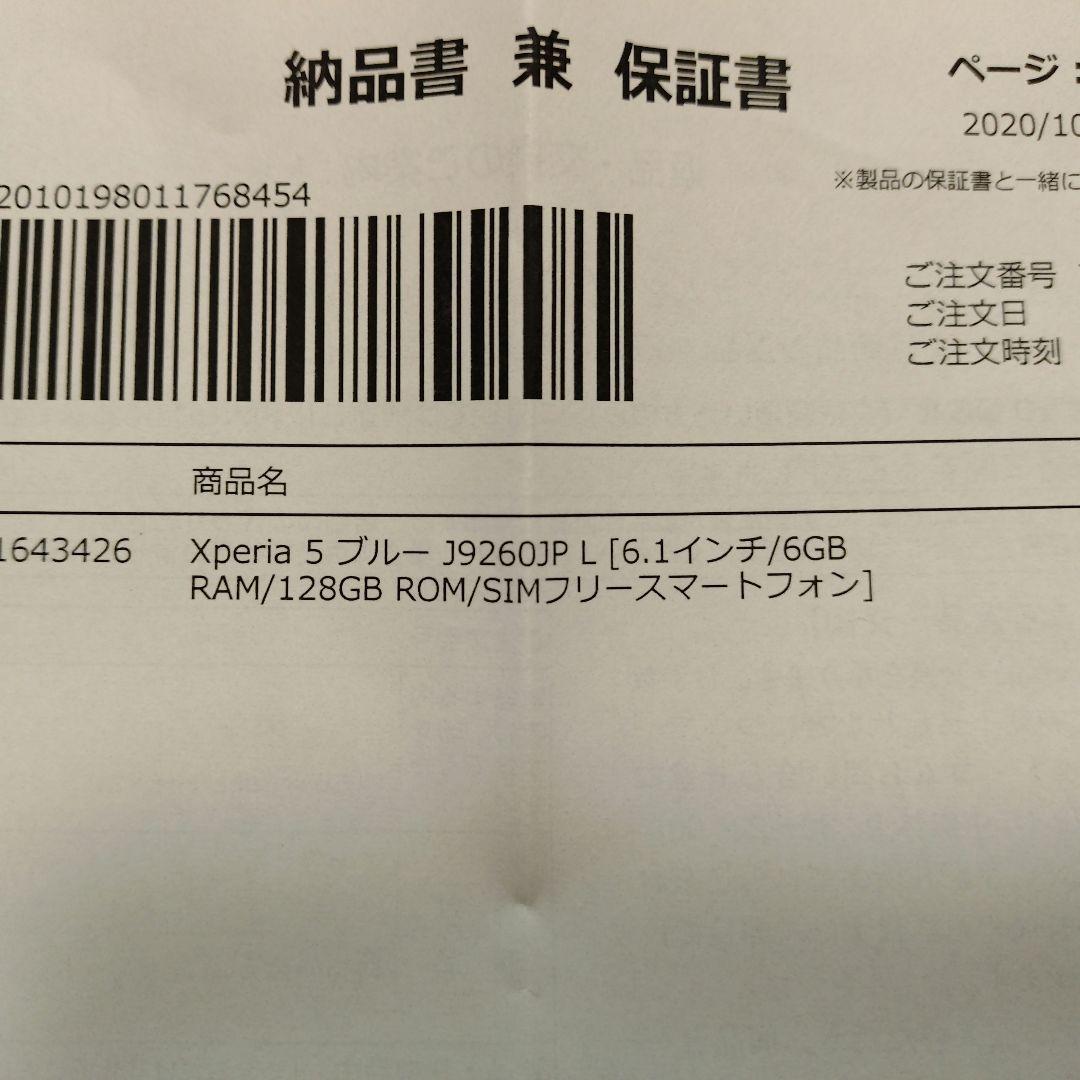 納品書 兼 保証書
ページ：
2020/10
※製品の保証書と一緒に
2010198011768454
ご注文番号
ご注文日
ご注文時刻
商品名
1643426 Xperia 5 ブルー J9260JP L [6.1インチ/6GB
RAM/128GB ROM/SIMフリースマートフォン]